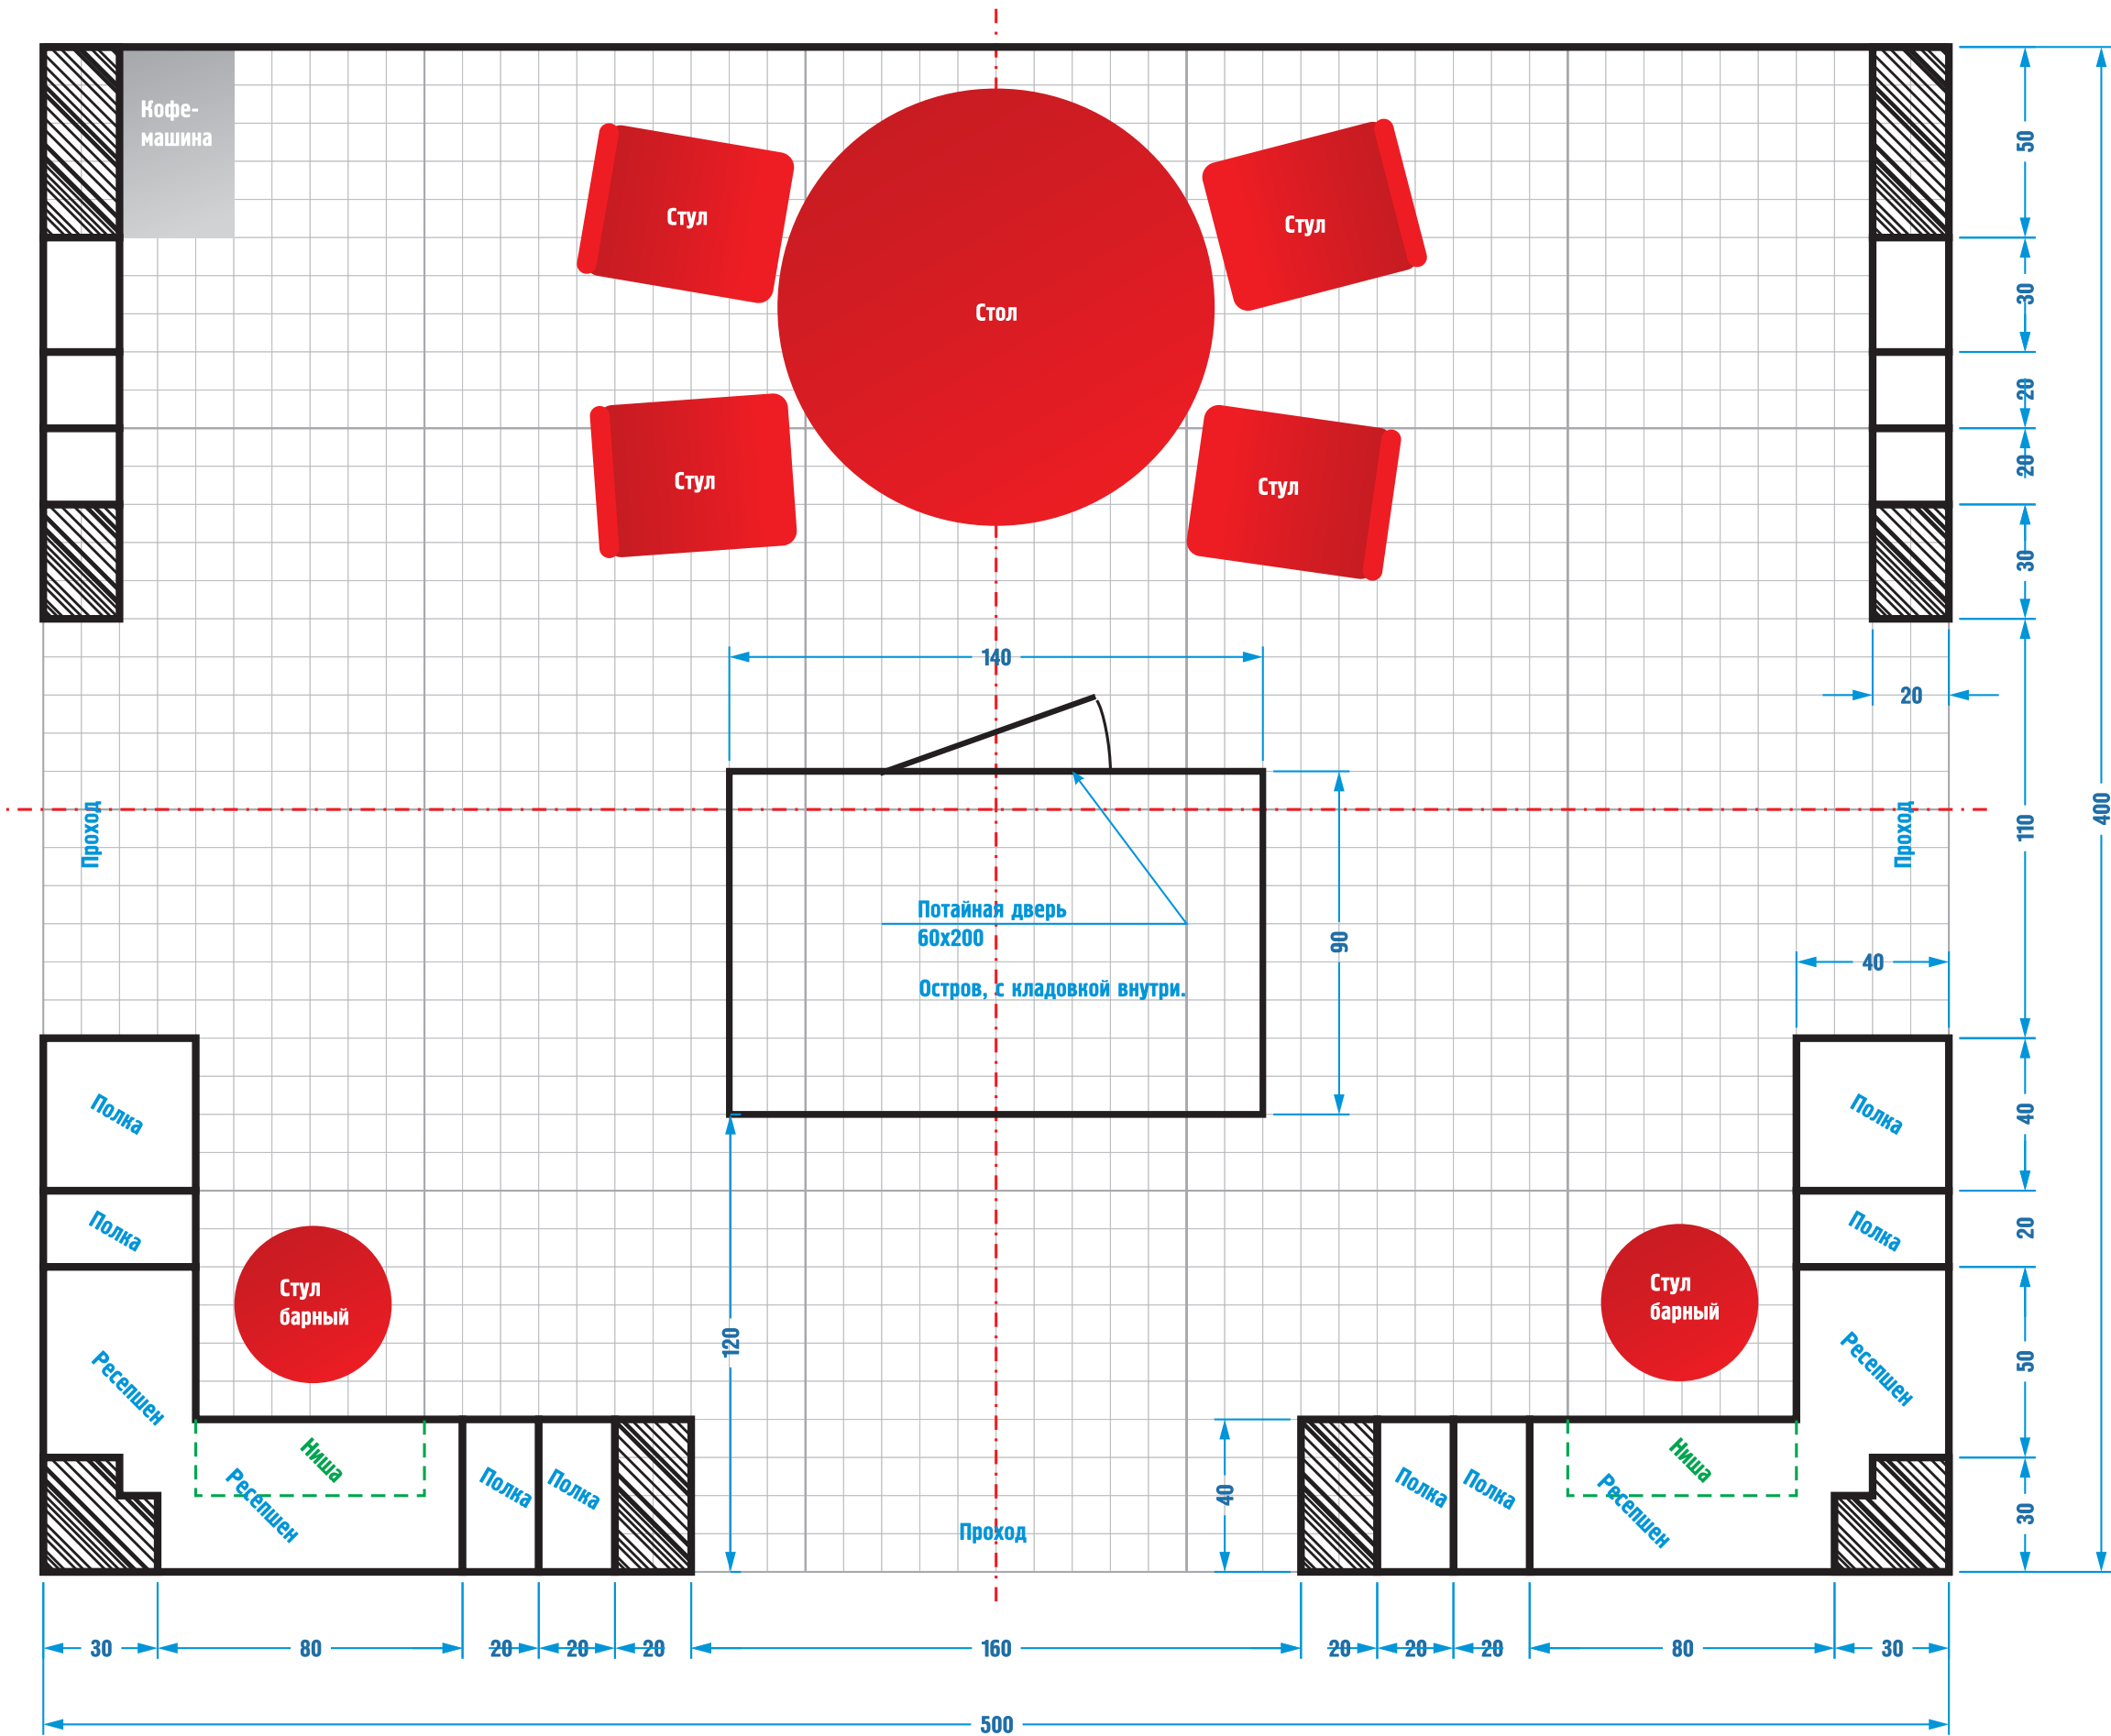 Кофе-
машина
Стул
Стул
Стол
Стул
Стул
50
30
20
20
30
140
20
Проход
Проход
110
400
Потайная дверь
60х200
90
Остров, с кладовкой внутри.
40
Полка
Полка
40
Полка
Полка
20
Стул
барный
Стул
барный
120
Ресепшен
Ресепшен
50
Ниша
Ниша
Ресепшен
Полка
Полка
40
Полка
Полка
Ресепшен
Проход
30
30
80
20
20
20
160
20
20
20
80
30
500